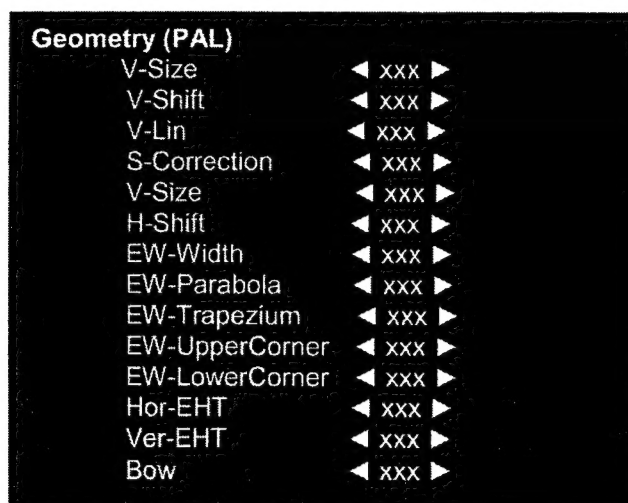 Geometry (PAL)
V-Size ◀ xxx ▶
V-Shift ◀ xxx ▶
V-Lin ◀ xxx ▶
S-Correction ◀ xxx ▶
V-Size ◀ xxx ▶
H-Shift ◀ xxx ▶
EW-Width ◀ xxx ▶
EW-Parabola ◀ xxx ▶
EW-Trapezium ◀ xxx ▶
EW-UpperCorner ◀ xxx ▶
EW-LowerCorner ◀ xxx ▶
Hor-EHT ◀ xxx ▶
Ver-EHT ◀ xxx ▶
Bow ◀ xxx ▶